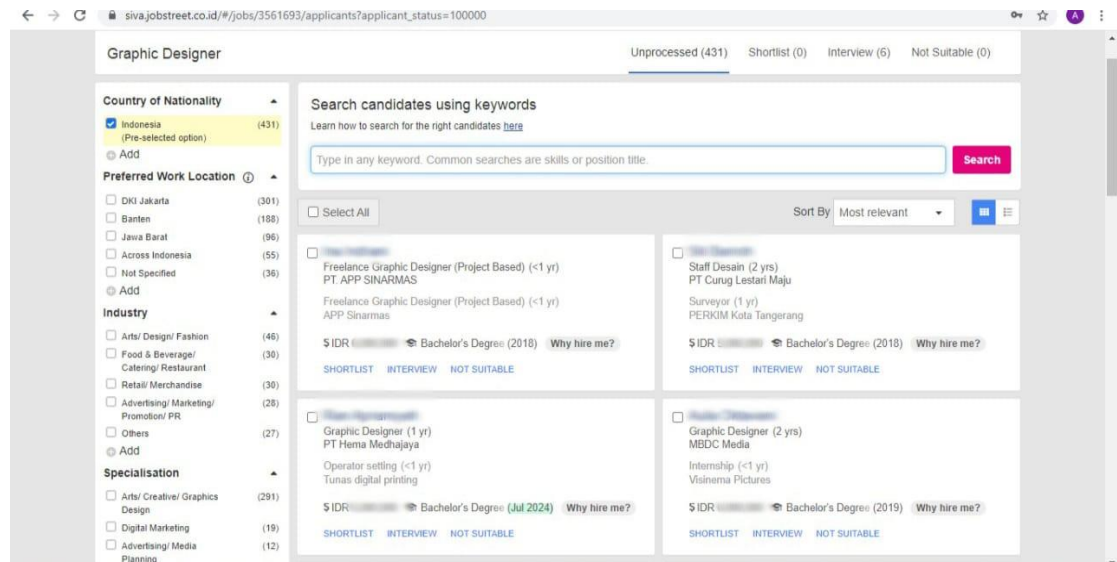 siva.jobstreet.co.id/#/jobs/3561693/applicants?applicant_status=100000
A
Graphic Designer
Unprocessed (431) Shortlist (0) Interview (6) Not Suitable (0)
Country of Nationality
Indonesia (431)
(Pre-selected option)
Add
Preferred Work Location
DKI Jakarta (301)
Banten (188)
Jawa Barat (96)
Across Indonesia (55)
Not Specified (36)
Add
Industry
Arts/ Design/ Fashion (46)
Food & Beverage/ (30)
Catering/ Restaurant
Retail/ Merchandise (30)
Advertising/ Marketing/ (28)
Promotion/ PR
Others (27)
Add
Specialisation
Arts/ Creative/ Graphics (291)
Design
Digital Marketing (19)
Advertising/ Media (12)
Planning
Search candidates using keywords
Learn how to search for the right candidates here
Type in any keyword. Common searches are skills or position title.
Search
Select All
Sort By Most relevant
Freelance Graphic Designer (Project Based) (<1 yr)
PT. APP SINARMAS
Freelance Graphic Designer (Project Based) (<1 yr)
APP Sinarmas
$ IDR Bachelor's Degree (2018) Why hire me?
SHORTLIST INTERVIEW NOT SUITABLE
Staff Desain (2 yrs)
PT Curug Lestari Maju
Surveyor (1 yr)
PERKIM Kota Tangerang
$ IDR Bachelor's Degree (2018) Why hire me?
SHORTLIST INTERVIEW NOT SUITABLE
Graphic Designer (1 yr)
PT Hema Medhajaya
Operator setting (<1 yr)
Tunas digital printing
$ IDR Bachelor's Degree (Jul 2024) Why hire me?
SHORTLIST INTERVIEW NOT SUITABLE
Graphic Designer (2 yrs)
MBDC Media
Internship (<1 yr)
Visinema Pictures
$ IDR Bachelor's Degree (2019) Why hire me?
SHORTLIST INTERVIEW NOT SUITABLE